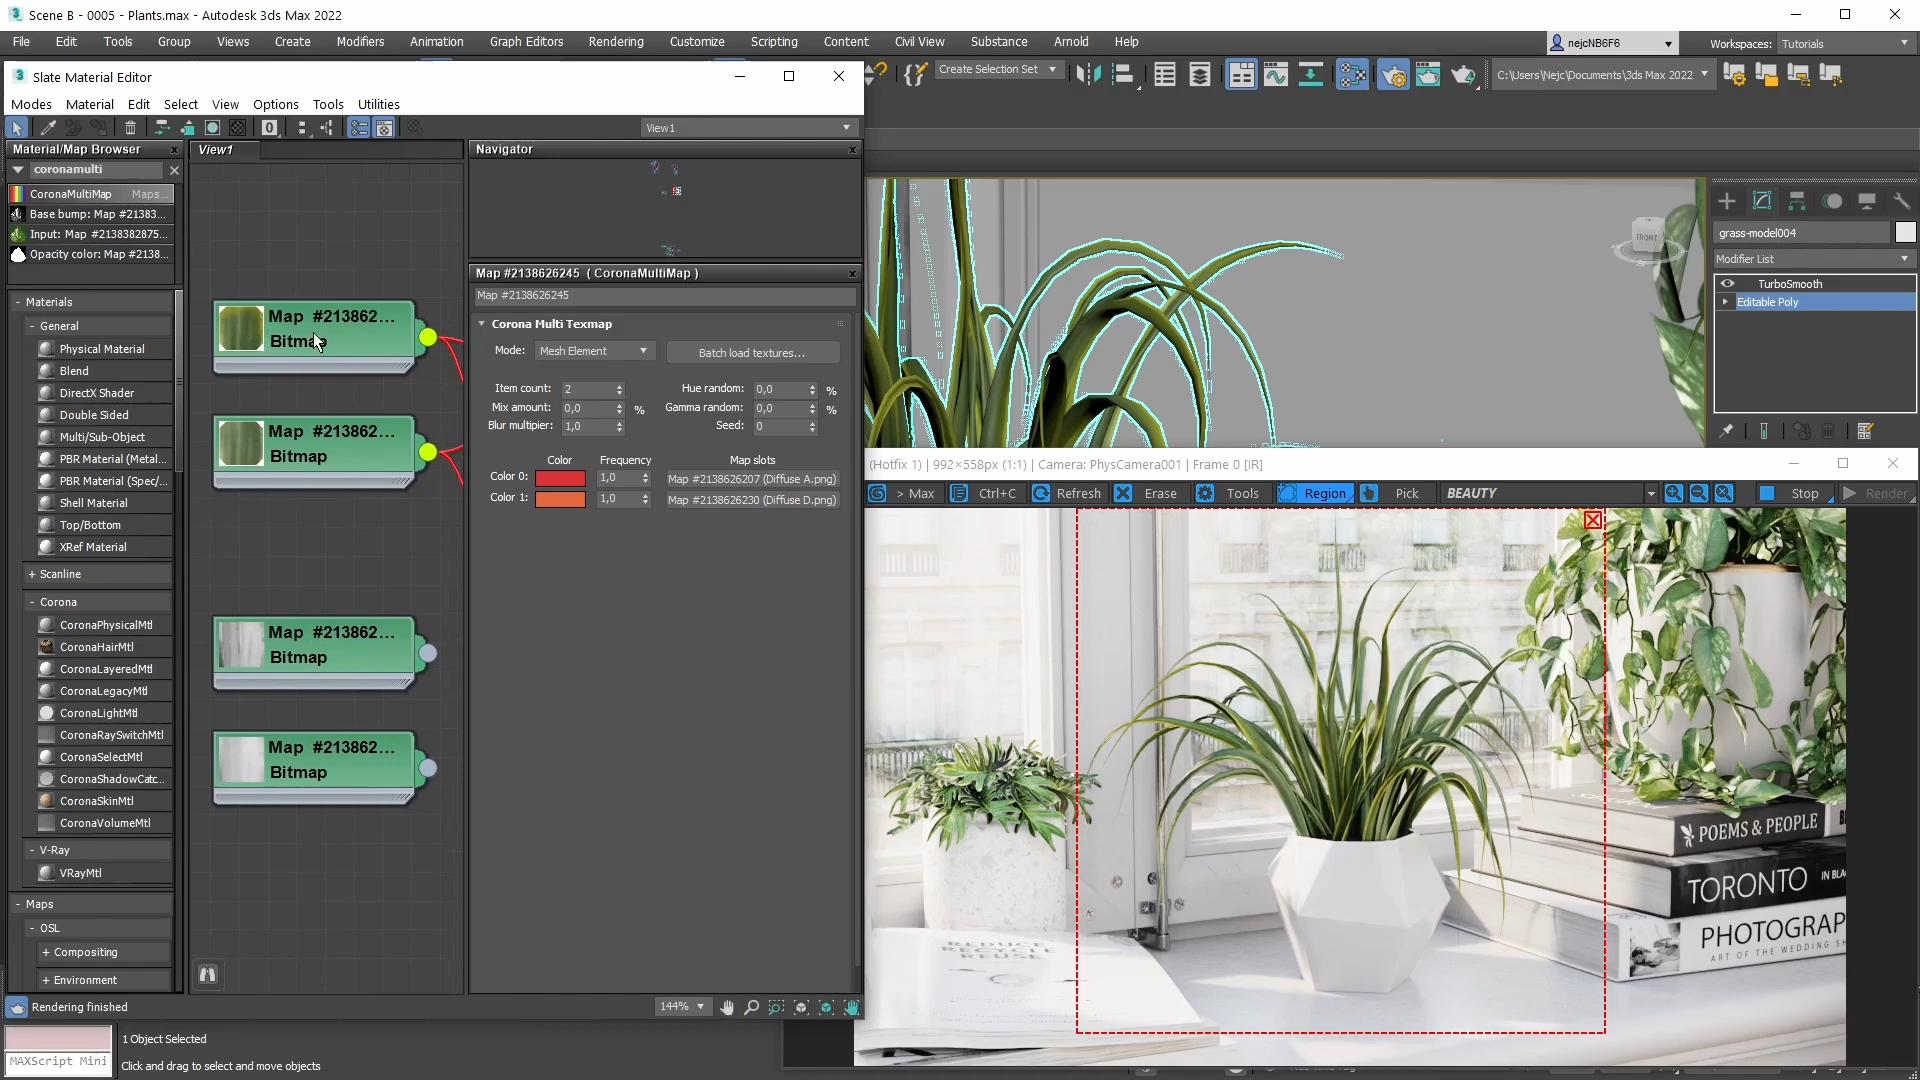 Scene B - 0005 - Plants.max - Autodesk 3ds Max 2022
File Edit Tools Group Views Create Modifiers Animation Graph Editors Rendering Customize Scripting Content Civil View Substance Arnold Help
nejcNB6F6
Workspaces: Tutorials
Create Selection Set
C:\Users\Nejc\Documents\3ds Max 2022
Slate Material Editor
Modes Material Edit Select View Options Tools Utilities
View1
Material/Map Browser
coronamulti
CoronaMultiMap Maps...
Base bump: Map #21383...
Input: Map #2138382875...
Opacity color: Map #2138...
- Materials
- General
Physical Material
Blend
DirectX Shader
Double Sided
Multi/Sub-Object
PBR Material (Metal...
PBR Material (Spec/...
Shell Material
Top/Bottom
XRef Material
+ Scanline
- Corona
CoronaPhysicalMtl
CoronaHairMtl
CoronaLayeredMtl
CoronaLegacyMtl
CoronaLightMtl
CoronaRaySwitchMtl
CoronaSelectMtl
CoronaShadowCatc...
CoronaSkinMtl
CoronaVolumeMtl
- V-Ray
VRayMtl
- Maps
- OSL
+ Compositing
+ Environment
View1
Map #213862...
Bitmap
Map #213862...
Bitmap
Map #213862...
Bitmap
Map #213862...
Bitmap
Navigator
Map #2138626245 ( CoronaMultiMap )
Map #2138626245
Corona Multi Texmap
Mode: Mesh Element Batch load textures...
Item count: 2 Hue random: 0,0 %
Mix amount: 0,0 % Gamma random: 0,0 %
Blur multipier: 1,0 Seed: 0
Color Frequency Map slots
Color 0: 1,0 Map #2138626207 (Diffuse A.png)
Color 1: 1,0 Map #2138626230 (Diffuse D.png)
144%
Rendering finished
MAXScript Mini
1 Object Selected
Click and drag to select and move objects
FRONT
grass-model004
Modifier List
TurboSmooth
Editable Poly
(Hotfix 1) | 992×558px (1:1) | Camera: PhysCamera001 | Frame 0 [IR]
> Max Ctrl+C Refresh Erase Tools Region Pick BEAUTY Stop Render
REDUCE
RECYCLE
REUSE
POEMS & PEOPLE
TORONTO IN BLA
PHOTOGRAP
ART OF THE WEDDING